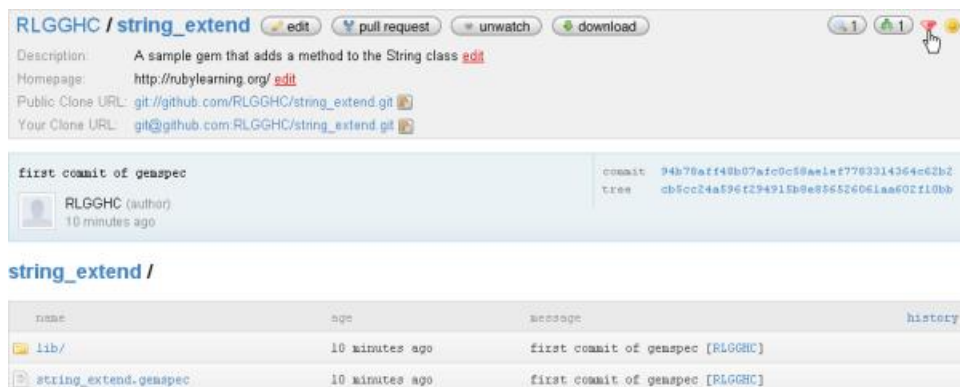 RLGGHC / string_extend edit pull request unwatch download 1 1
Description: A sample gem that adds a method to the String class edit
Homepage: http://rubylearning.org/ edit
Public Clone URL: git://github.com/RLGGHC/string_extend.git
Your Clone URL: git@github.com:RLGGHC/string_extend.git
first commit of gemspec
RLGGHC (author)
10 minutes ago
commit
tree
string_extend /
name age message history
lib/ 10 minutes ago first commit of gemspec [RLGGHC]
string_extend.gemspec 10 minutes ago first commit of gemspec [RLGGHC]